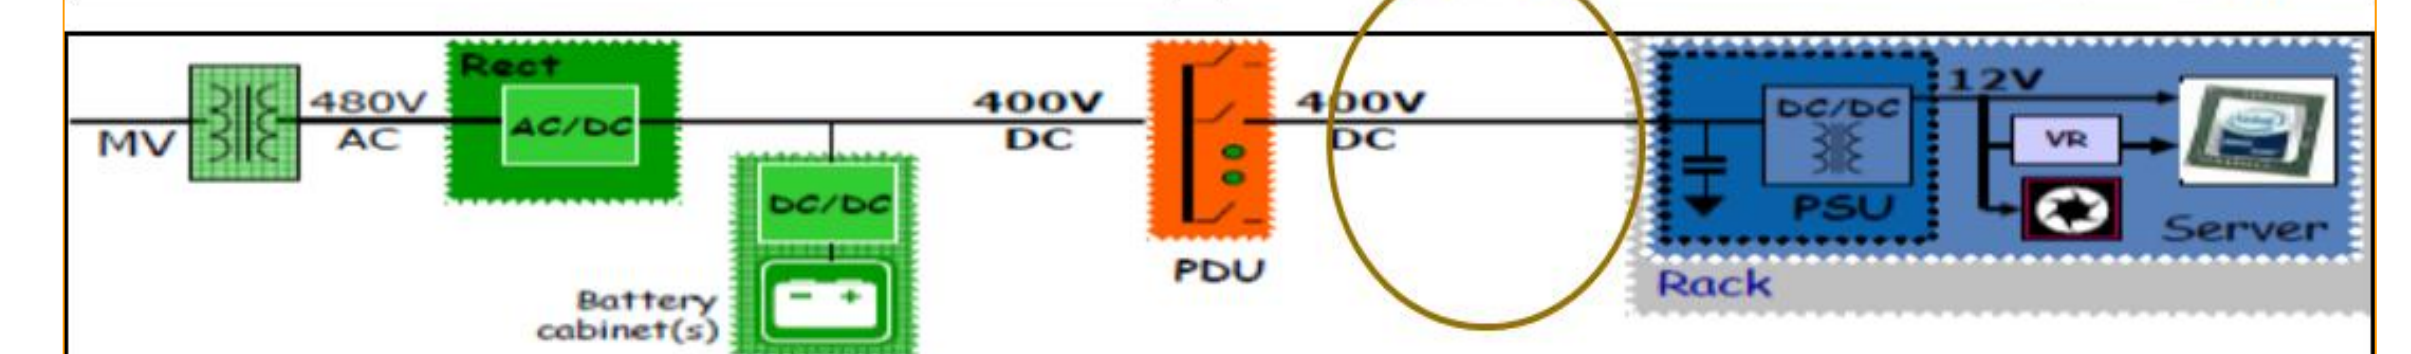 MV
480V
AC
Rect
AC/DC
DC/DC
Battery
cabinet(s)
400V
DC
PDU
400V
DC
DC/DC
PSU
12V
VR
Server
Rack